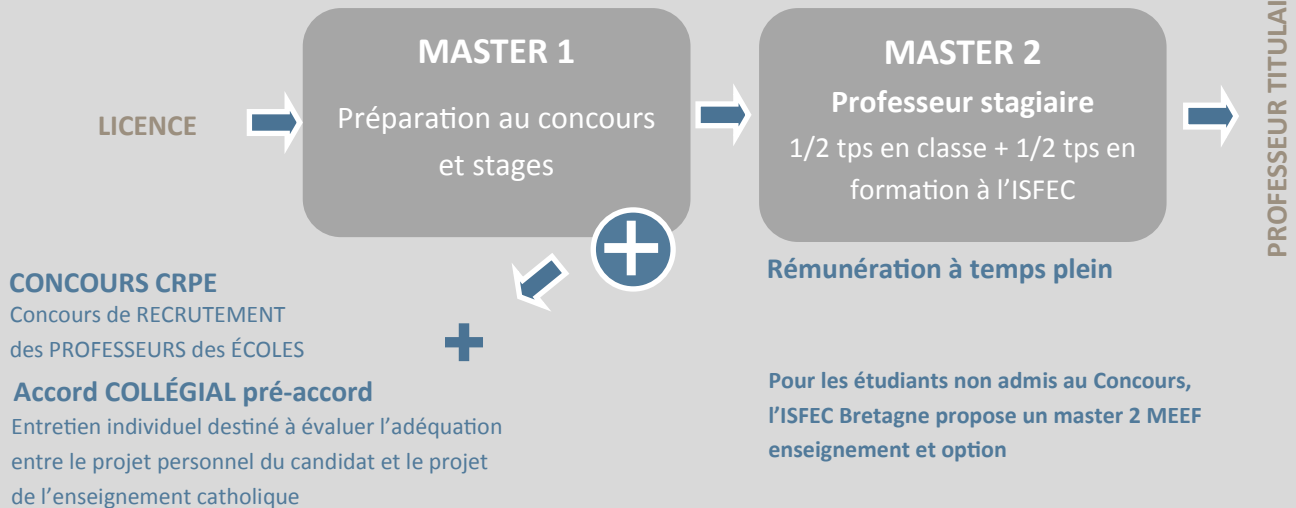 LICENCE
MASTER 1
Préparation au concours
et stages
MASTER 2
Professeur stagiaire
1/2 tps en classe + 1/2 tps en
formation à l'ISFEC
PROFESSEUR
CONCOURS CRPE
Concours de RECRUTEMENT
des PROFESSEURS des ÉCOLES
+
Accord COLLÉGIAL pré-accord
Entretien individuel destiné à évaluer l'adéquation
entre le projet personnel du candidat et le projet
de l'enseignement catholique
Rémunération à temps plein
Pour les étudiants non admis au Concours,
l'ISFEC Bretagne propose un master 2 MEEF
enseignement et option